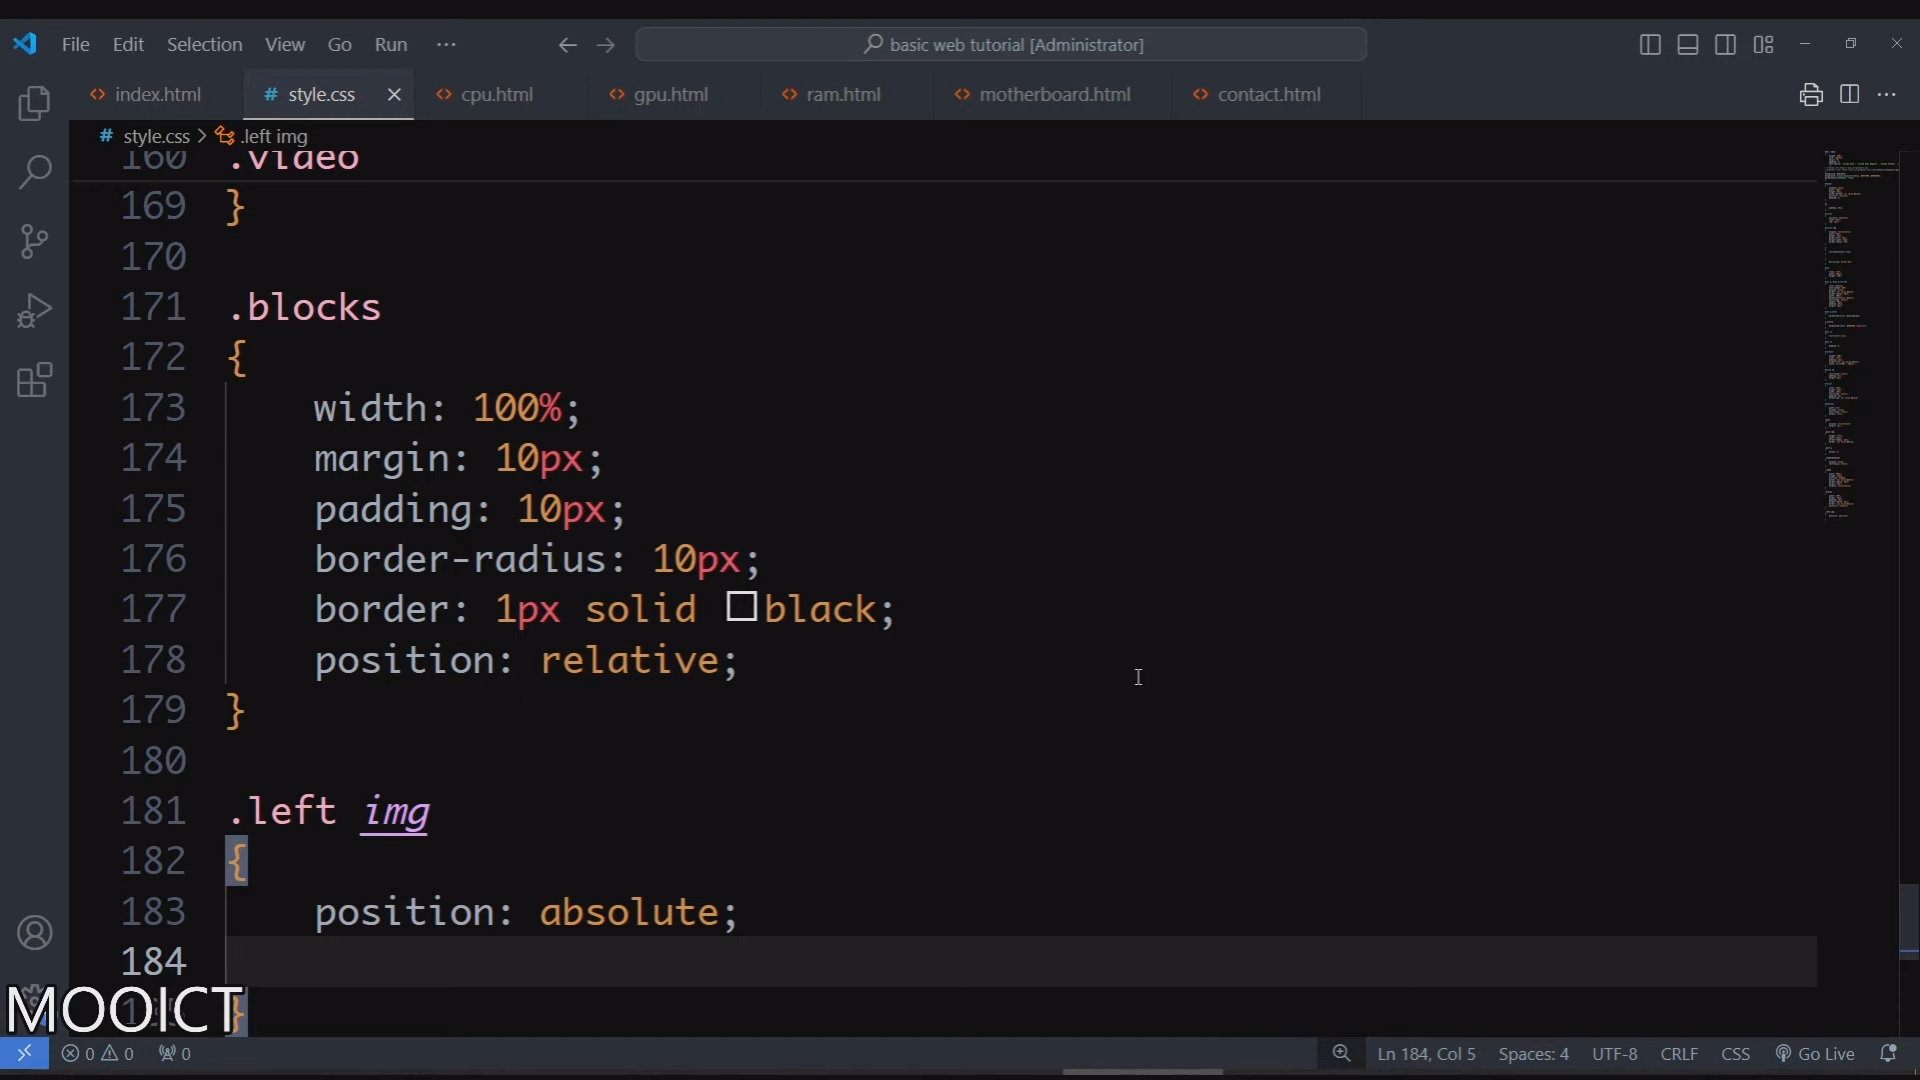 File Edit Selection View Go Run ··· basic web tutorial [Administrator]
<> index.html # style.css <> cpu.html <> gpu.html <> ram.html <> motherboard.html <> contact.html ···
# style.css > .left img
160 .video
169 }
170
171 .blocks
172 {
173 width: 100%;
174 margin: 10px;
175 padding: 10px;
176 border-radius: 10px;
177 border: 1px solid black;
178 position: relative;
179 }
180
181 .left img
182 {
183 position: absolute;
184
}
MOOICT
0 0 0 Ln 184, Col 5 Spaces: 4 UTF-8 CRLF CSS Go Live